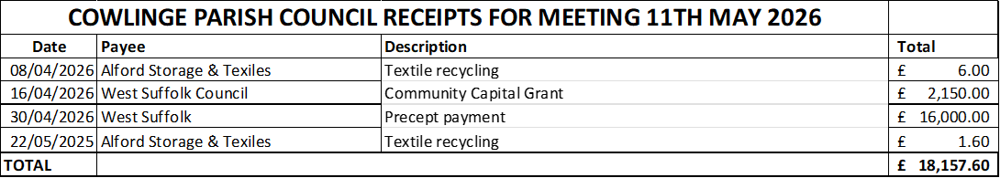 COWLINGE PARISH COUNCIL RECEIPTS FOR MEETING 11TH MAY 2026
Date Payee Description Total
08/04/2026 Alford Storage & Texiles Textile recycling £ 6.00
16/04/2026 West Suffolk Council Community Capital Grant £ 2,150.00
30/04/2026 West Suffolk Precept payment £ 16,000.00
22/05/2025 Alford Storage & Texiles Textile recycling £ 1.60
TOTAL £ 18,157.60